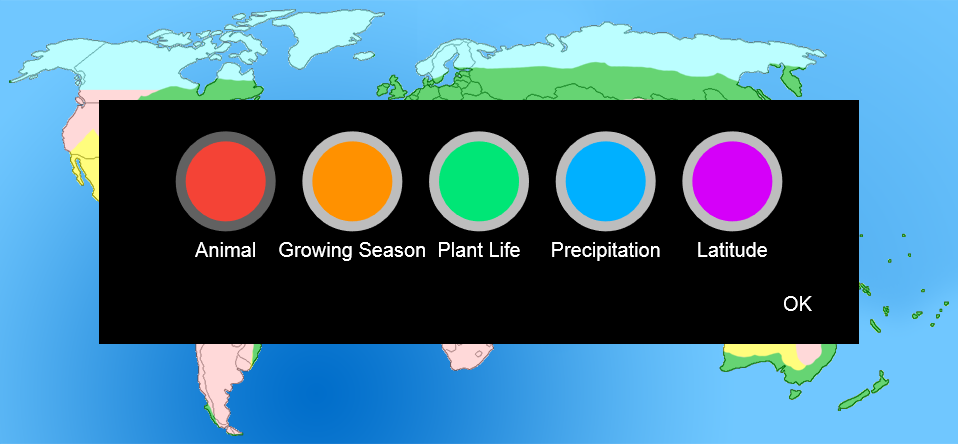 Animal Growing Season Plant Life Precipitation Latitude
OK